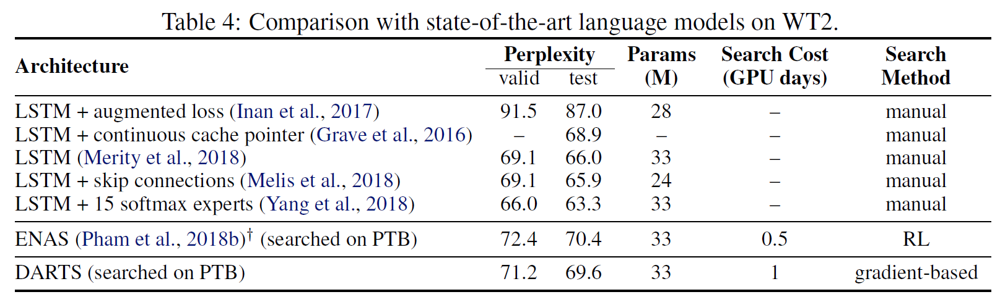 Table 4: Comparison with state-of-the-art language models on WT2.
Architecture Perplexity Params Search Cost Search
valid test (M) (GPU days) Method
LSTM + augmented loss (Inan et al., 2017) 91.5 87.0 28 – manual
LSTM + continuous cache pointer (Grave et al., 2016) – 68.9 – – manual
LSTM (Merity et al., 2018) 69.1 66.0 33 – manual
LSTM + skip connections (Melis et al., 2018) 69.1 65.9 24 – manual
LSTM + 15 softmax experts (Yang et al., 2018) 66.0 63.3 33 – manual
ENAS (Pham et al., 2018b)† (searched on PTB) 72.4 70.4 33 0.5 RL
DARTS (searched on PTB) 71.2 69.6 33 1 gradient-based